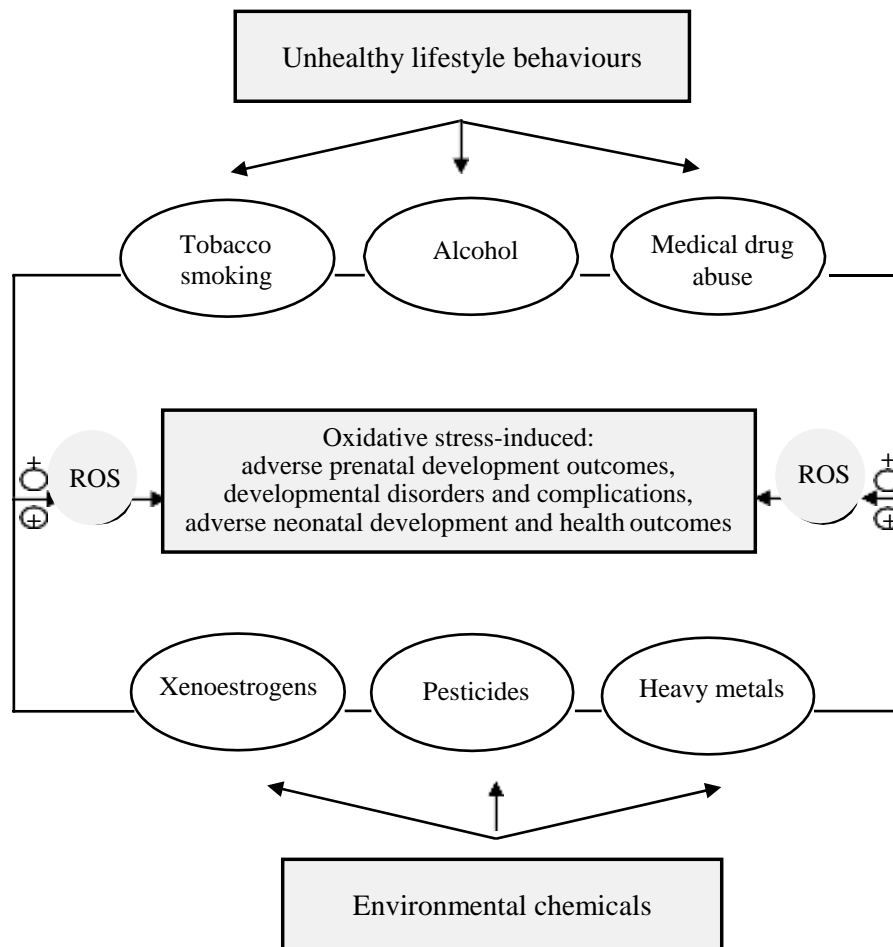 Unhealthy lifestyle behaviours
Tobacco
smoking
Alcohol
Medical drug
abuse
Oxidative stress-induced:
adverse prenatal development outcomes,
developmental disorders and complications,
adverse neonatal development and health outcomes
ROS
ROS
+
+
+
+
Xenoestrogens
Pesticides
Heavy metals
Environmental chemicals